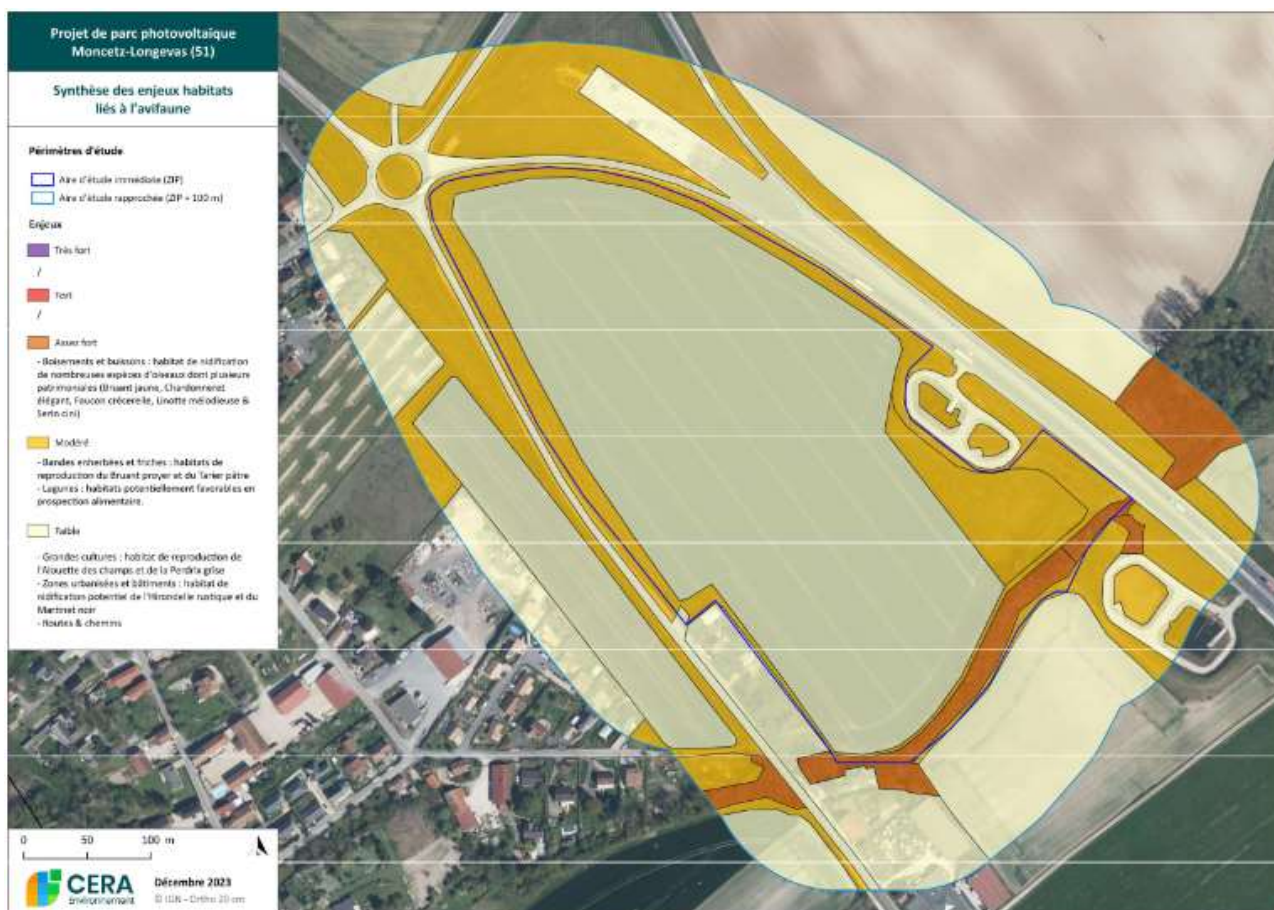 Projet de parc photovoltaïque
Moncetz-Longevas (51)
Synthèse des enjeux habitats
liés à l'avifaune
Périmètres d'étude
Aire d'étude immédiate (ZIP)
Aire d'étude rapprochée (ZIP + 100 m)
Enjeux
Très fort
/
Fort
/
Assez fort
- Boisements et buissons : habitat de nidification
de nombreuses espèces d'oiseaux dont plusieurs
patrimoniales (Bruant jaune, Chardonneret
élégant, Faucon crécerelle, Linotte mélodieuse &
Serin cini)
Modéré
- Bandes enherbées et friches : habitats de
reproduction du Bruant proyer et du Tarier pâtre
- Lagunes : habitats potentiellement favorables en
prospection alimentaire.
Faible
- Grandes cultures : habitat de reproduction de
l'Alouette des champs et de la Perdrix grise
- Zones urbanisées et bâtiments : habitat de
nidification potentiel de l'Hirondelle rustique et du
Martinet noir
- Routes & chemins
0 50 100 m
CERA
Environnement
Décembre 2023
© IGN - Ortho 20 cm